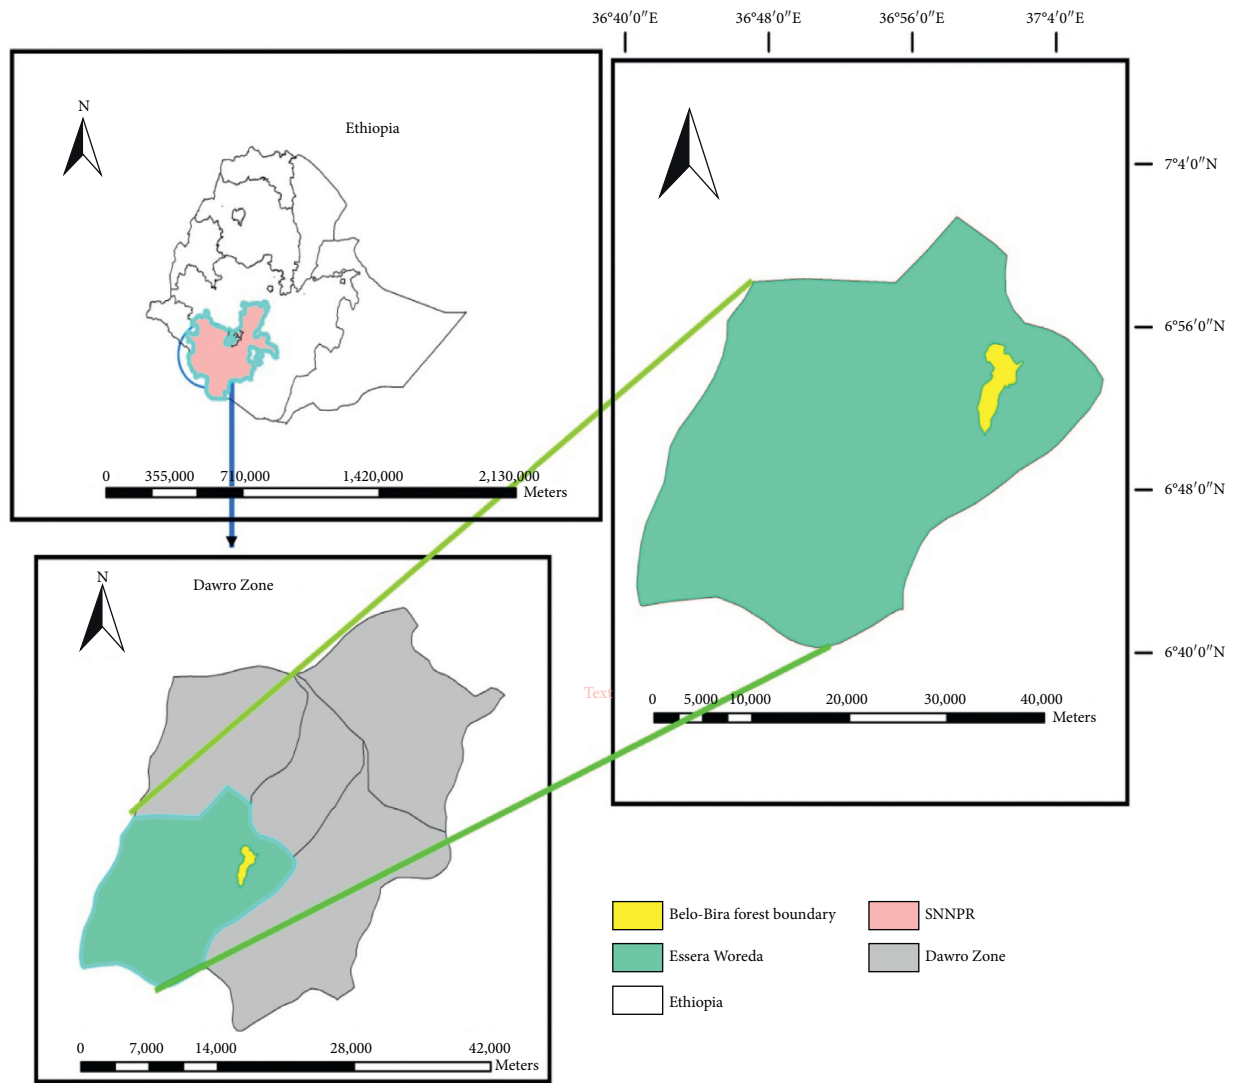 36°40′0″E 36°48′0″E 36°56′0″E 37°4′0″E
N
Ethiopia
0 355,000 710,000 1,420,000 2,130,000
Meters
7°4′0″N
6°56′0″N
6°48′0″N
6°40′0″N
Text
0 5,000 10,000 20,000 30,000 40,000
Meters
N
Dawro Zone
0 7,000 14,000 28,000 42,000
Meters
Belo-Bira forest boundary
Essera Woreda
Ethiopia
SNNPR
Dawro Zone